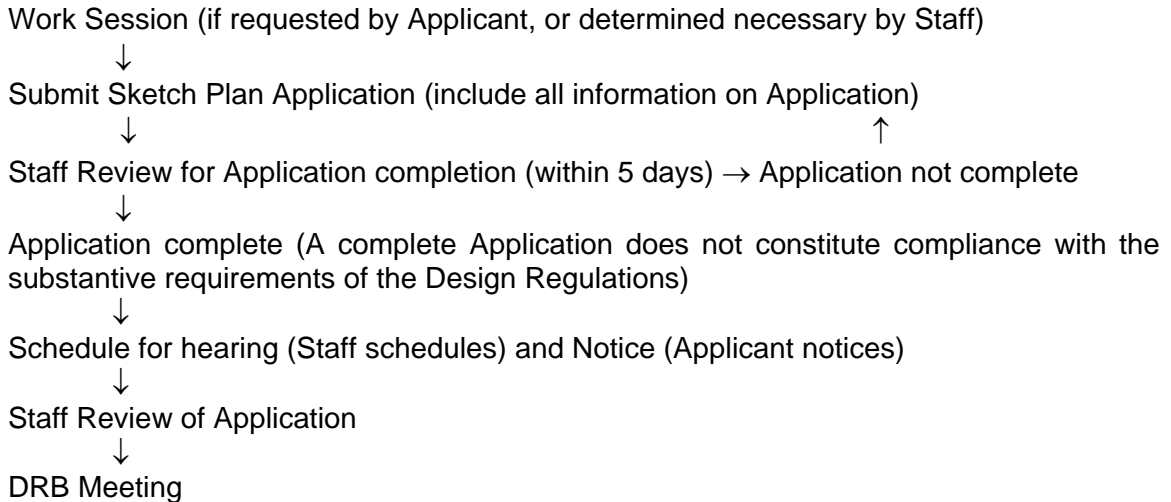 Work Session (if requested by Applicant, or determined necessary by Staff)
↓
Submit Sketch Plan Application (include all information on Application)
↓ ↑
Staff Review for Application completion (within 5 days) → Application not complete
↓
Application complete (A complete Application does not constitute compliance with the
substantive requirements of the Design Regulations)
↓
Schedule for hearing (Staff schedules) and Notice (Applicant notices)
↓
Staff Review of Application
↓
DRB Meeting